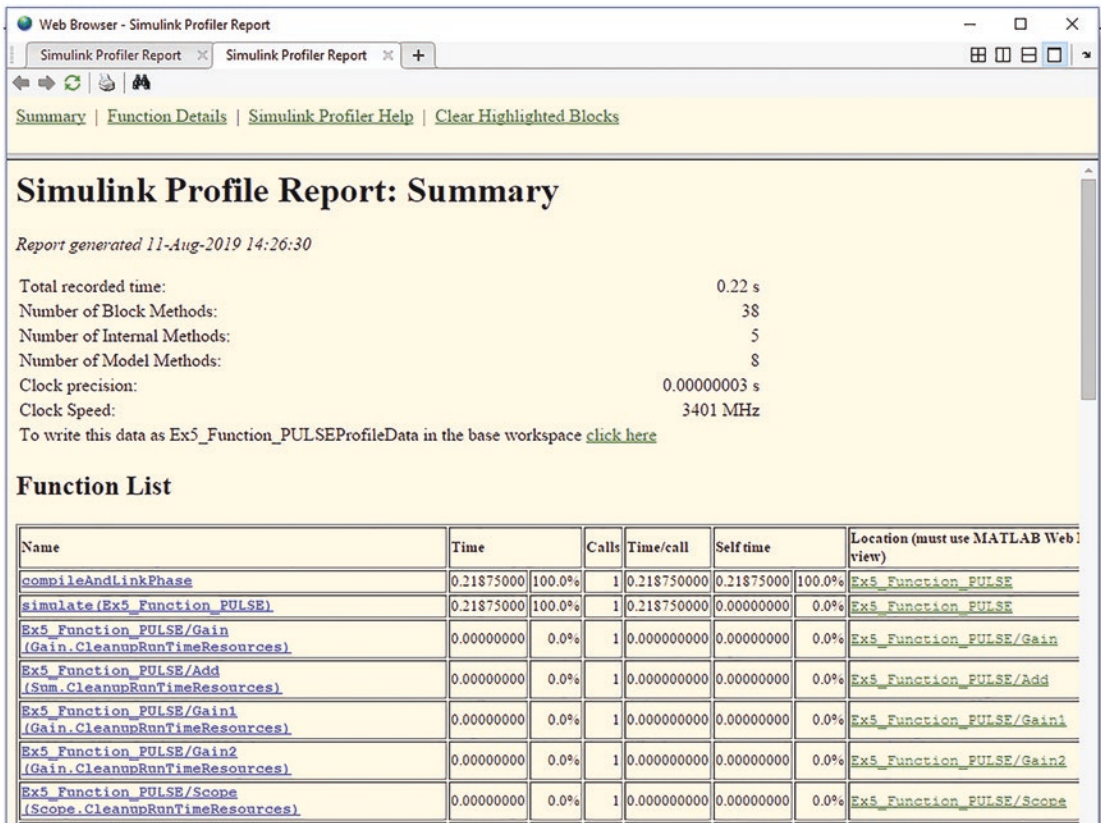 Web Browser - Simulink Profiler Report
Simulink Profiler Report
Simulink Profiler Report
Summary | Function Details | Simulink Profiler Help | Clear Highlighted Blocks
Simulink Profile Report: Summary
Report generated 11-Aug-2019 14:26:30
Total recorded time: 0.22 s
Number of Block Methods: 38
Number of Internal Methods: 5
Number of Model Methods: 8
Clock precision: 0.00000003 s
Clock Speed: 3401 MHz
To write this data as Ex5_Function_PULSEProfileData in the base workspace click here
Function List
Name Time Calls Time/call Self time Location (must use MATLAB Web
view)
compileAndLinkPhase 0.21875000 100.0% 1 0.218750000 0.21875000 100.0% Ex5_Function_PULSE
simulate(Ex5_Function_PULSE) 0.21875000 100.0% 1 0.218750000 0.00000000 0.0% Ex5_Function_PULSE
Ex5_Function_PULSE/Gain
(Gain.CleanupRunTimeResources) 0.00000000 0.0% 1 0.000000000 0.00000000 0.0% Ex5_Function_PULSE/Gain
Ex5_Function_PULSE/Add
(Sum.CleanupRunTimeResources) 0.00000000 0.0% 1 0.000000000 0.00000000 0.0% Ex5_Function_PULSE/Add
Ex5_Function_PULSE/Gain1
(Gain.CleanupRunTimeResources) 0.00000000 0.0% 1 0.000000000 0.00000000 0.0% Ex5_Function_PULSE/Gain1
Ex5_Function_PULSE/Gain2
(Gain.CleanupRunTimeResources) 0.00000000 0.0% 1 0.000000000 0.00000000 0.0% Ex5_Function_PULSE/Gain2
Ex5_Function_PULSE/Scope
(Scope.CleanupRunTimeResources) 0.00000000 0.0% 1 0.000000000 0.00000000 0.0% Ex5_Function_PULSE/Scope